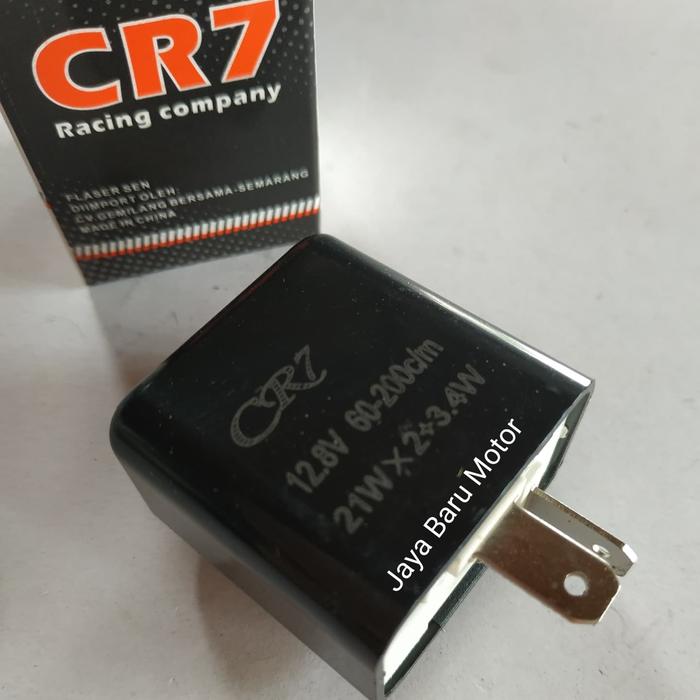 CR7
Racing company
FLASER SEN
DIIMPORT OLEH:
CV GEMILANG BERSAMA-SEMARANG
MADE IN CHINA
CR7
12.8V 60-200c/m
21W X 2+3.4W
Jaya Baru Motor